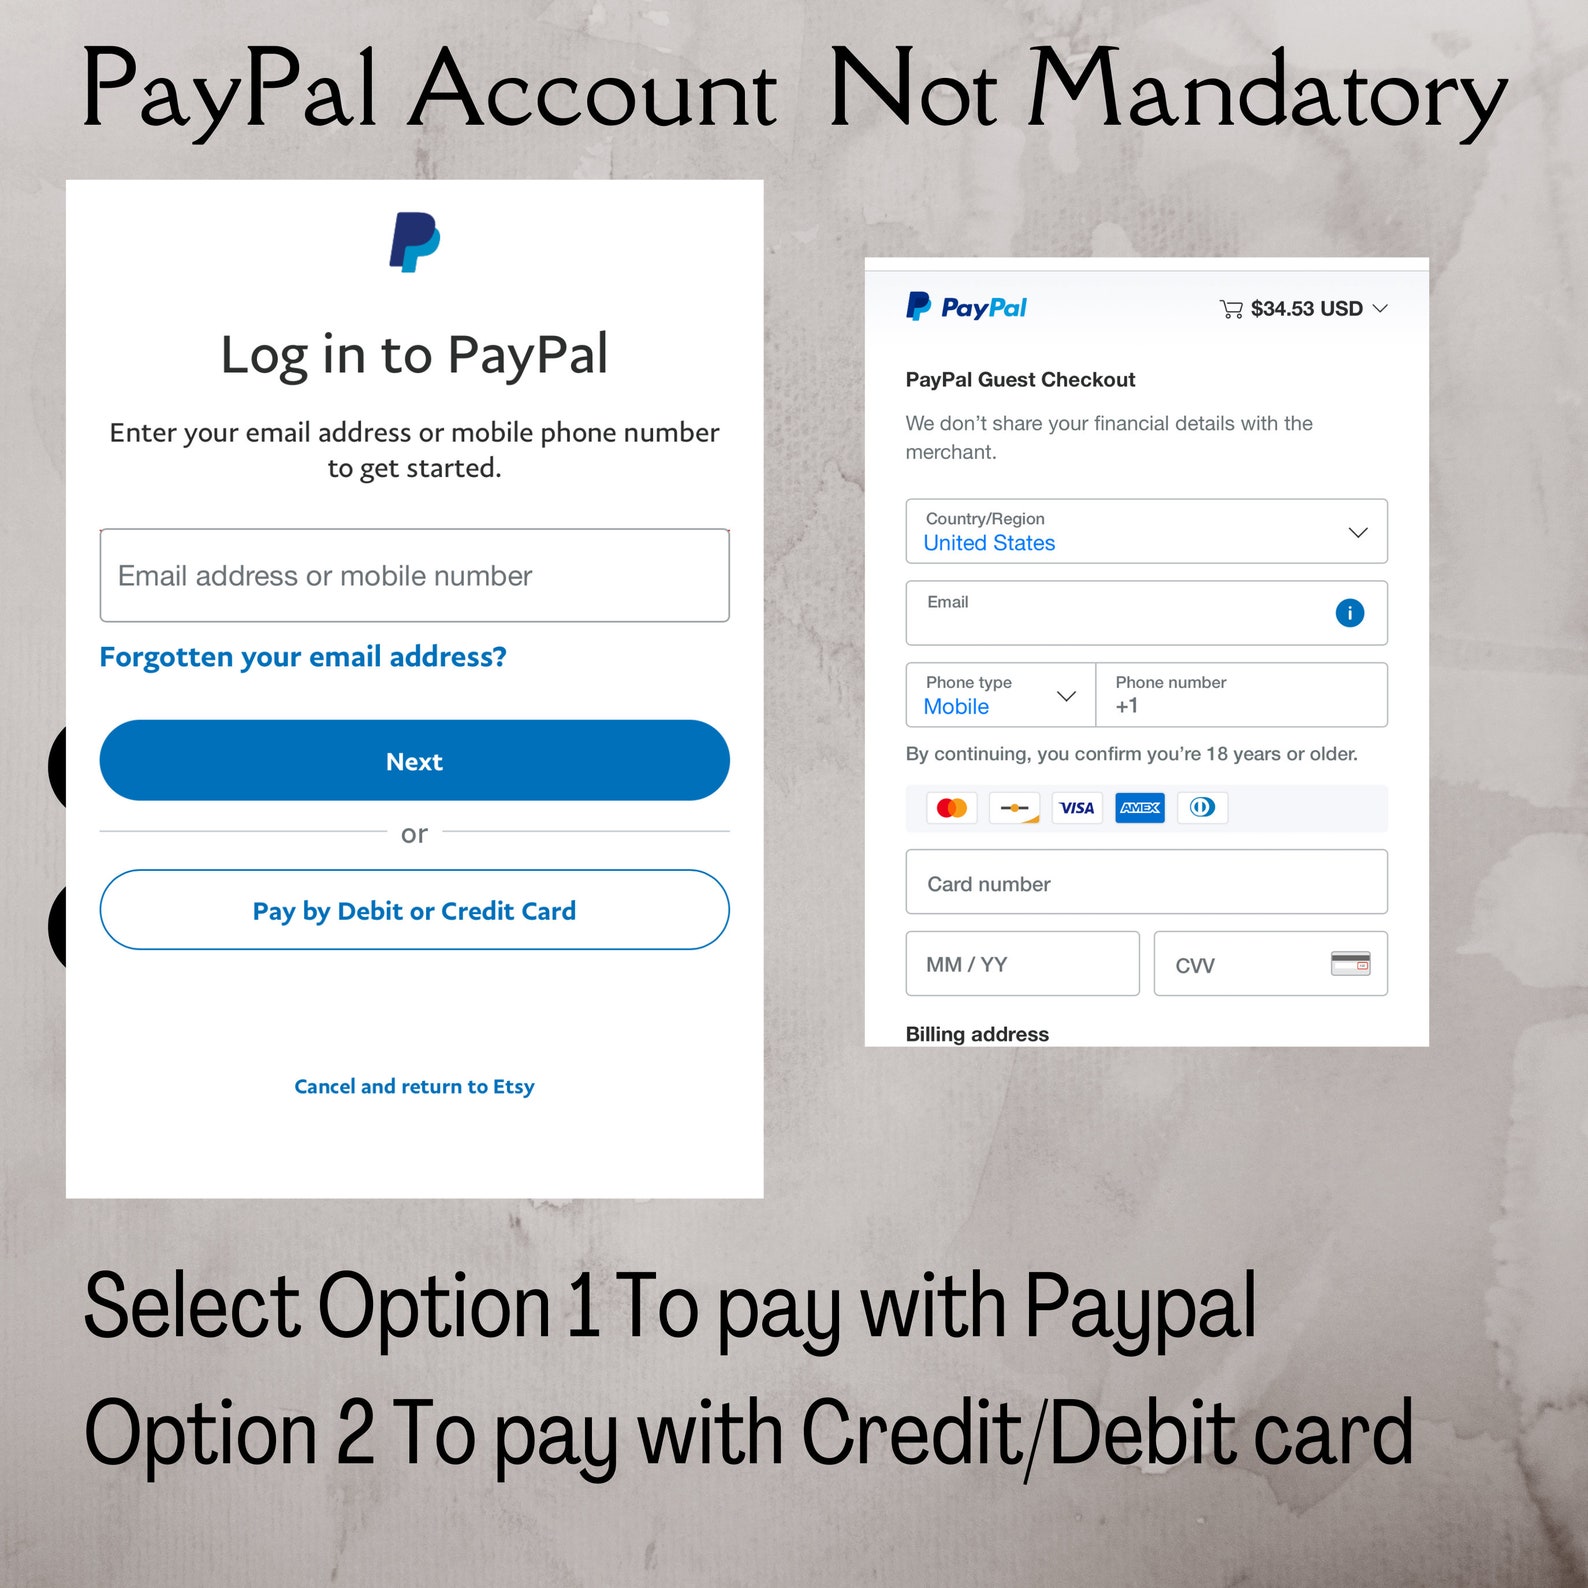 PayPal Account Not Mandatory
Log in to PayPal
Enter your email address or mobile phone number
to get started.
Email address or mobile number
Forgotten your email address?
Next
or
Pay by Debit or Credit Card
Cancel and return to Etsy
PayPal
$34.53 USD
PayPal Guest Checkout
We don’t share your financial details with the
merchant.
Country/Region
United States
Email
i
Phone type
Mobile
Phone number
+1
By continuing, you confirm you’re 18 years or older.
VISA
AMEX
Card number
MM / YY
CVV
Billing address
Select Option 1 To pay with Paypal
Option 2 To pay with Credit/Debit card